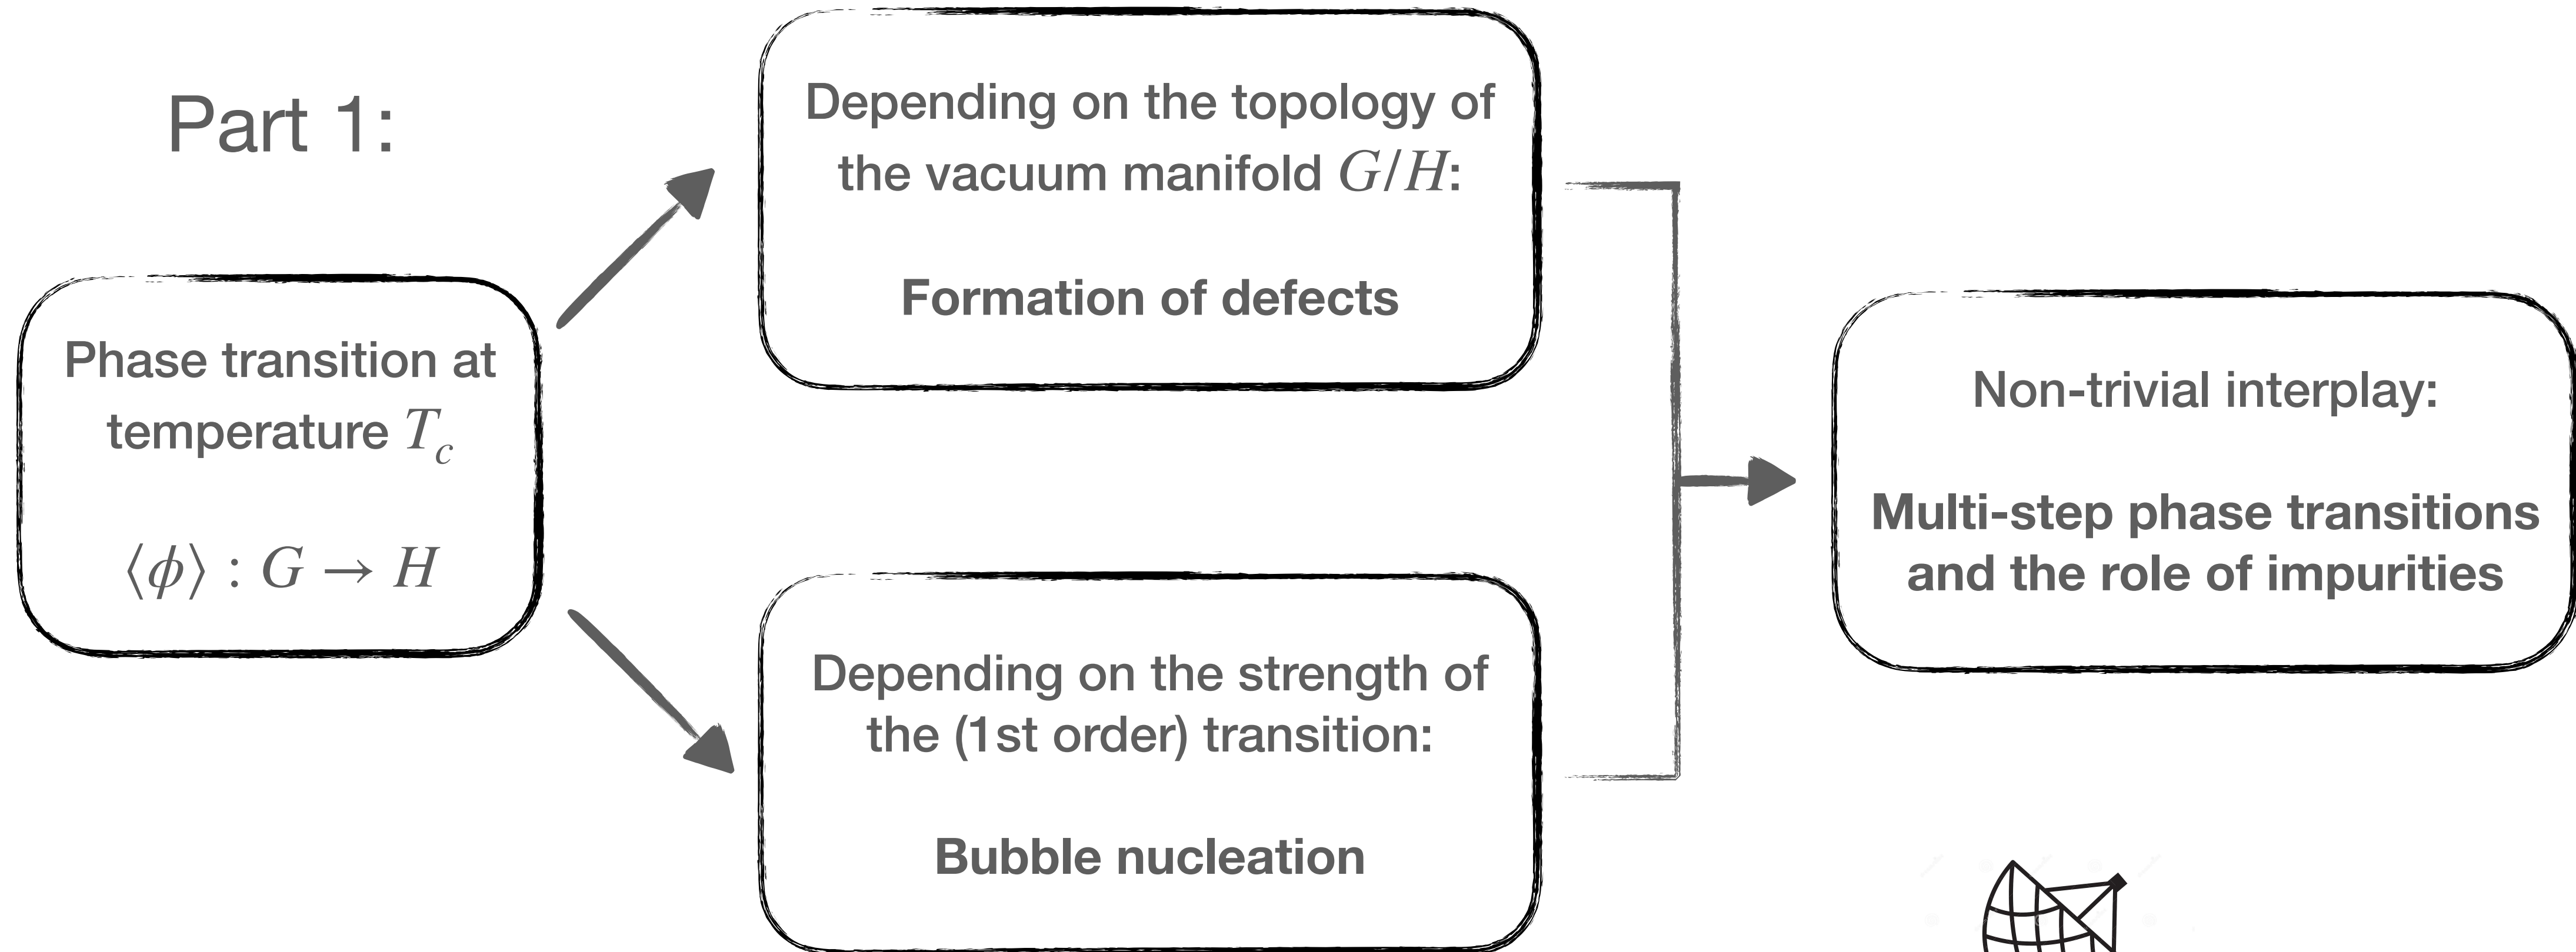 Part 1:
Phase transition at
temperature T_c
⟨ϕ⟩ : G → H
Depending on the topology of
the vacuum manifold G/H:
Formation of defects
Depending on the strength of
the (1st order) transition:
Bubble nucleation
Non-trivial interplay:
Multi-step phase transitions
and the role of impurities